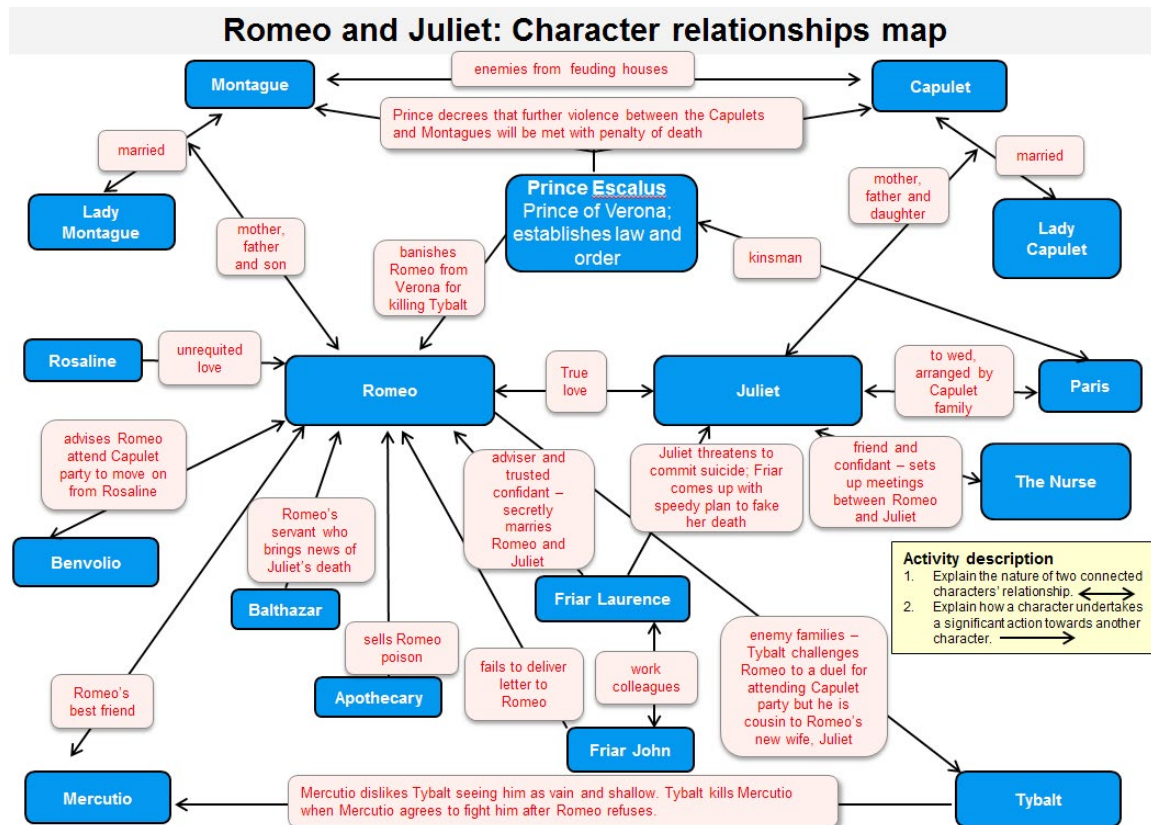 Romeo and Juliet: Character relationships map
Montague
enemies from feuding houses
Capulet
Prince decrees that further violence between the Capulets
and Montagues will be met with penalty of death
married
married
Lady
Montague
Prince Escalus
Prince of Verona;
establishes law and
order
mother,
father and
daughter
Lady
Capulet
mother,
father
and son
banishes
Romeo from
Verona for
killing Tybalt
kinsman
Rosaline
unrequited
love
Romeo
True
love
Juliet
to wed,
arranged by
Capulet
family
Paris
advises Romeo
attend Capulet
party to move on
from Rosaline
Benvolio
Romeo's
servant who
brings news of
Juliet's death
Balthazar
adviser and
trusted
confidant –
secretly
marries
Romeo and
Juliet
Juliet threatens to
commit suicide; Friar
comes up with
speedy plan to fake
her death
friend and
confidant – sets
up meetings
between Romeo
and Juliet
The Nurse
Friar Laurence
Activity description
1. Explain the nature of two connected
characters' relationship.
2. Explain how a character undertakes
a significant action towards another
character.
sells Romeo
poison
Apothecary
fails to deliver
letter to
Romeo
work
colleagues
Friar John
enemy families –
Tybalt challenges
Romeo to a duel for
attending Capulet
party but he is
cousin to Romeo's
new wife, Juliet
Romeo's
best friend
Mercutio
Mercutio dislikes Tybalt seeing him as vain and shallow. Tybalt kills Mercutio
when Mercutio agrees to fight him after Romeo refuses.
Tybalt